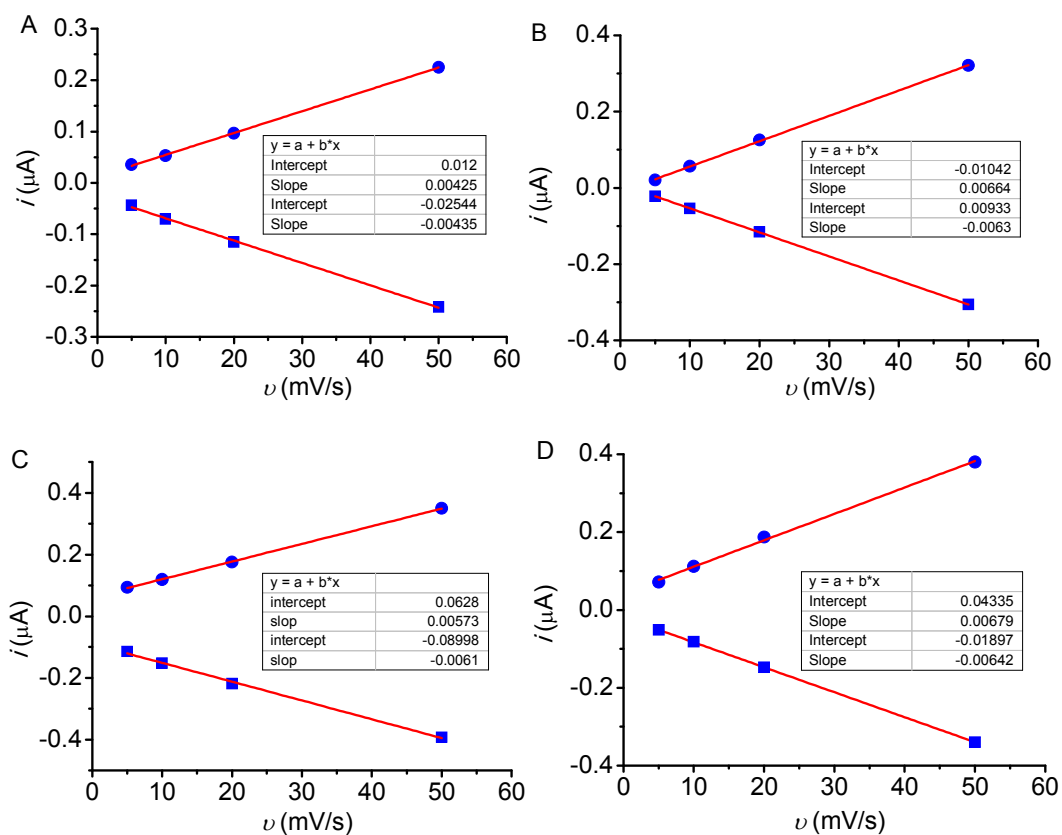 A
0.3
0.2
0.1
0.0
-0.1
-0.2
-0.3
i (μA)
y = a + b*x
Intercept 0.012
Slope 0.00425
Intercept -0.02544
Slope -0.00435
0 10 20 30 40 50 60
υ (mV/s)
B
0.4
0.2
0.0
-0.2
-0.4
i (μA)
y = a + b*x
Intercept -0.01042
Slope 0.00664
Intercept 0.00933
Slope -0.0063
0 10 20 30 40 50 60
υ (mV/s)
C
0.4
0.2
0.0
-0.2
-0.4
i (μA)
y = a + b*x
intercept 0.0628
slop 0.00573
intercept -0.08998
slop -0.0061
0 10 20 30 40 50 60
υ (mV/s)
D
0.4
0.2
0.0
-0.2
-0.4
i (μA)
y = a + b*x
Intercept 0.04335
Slope 0.00679
Intercept -0.01897
Slope -0.00642
0 10 20 30 40 50 60
υ (mV/s)